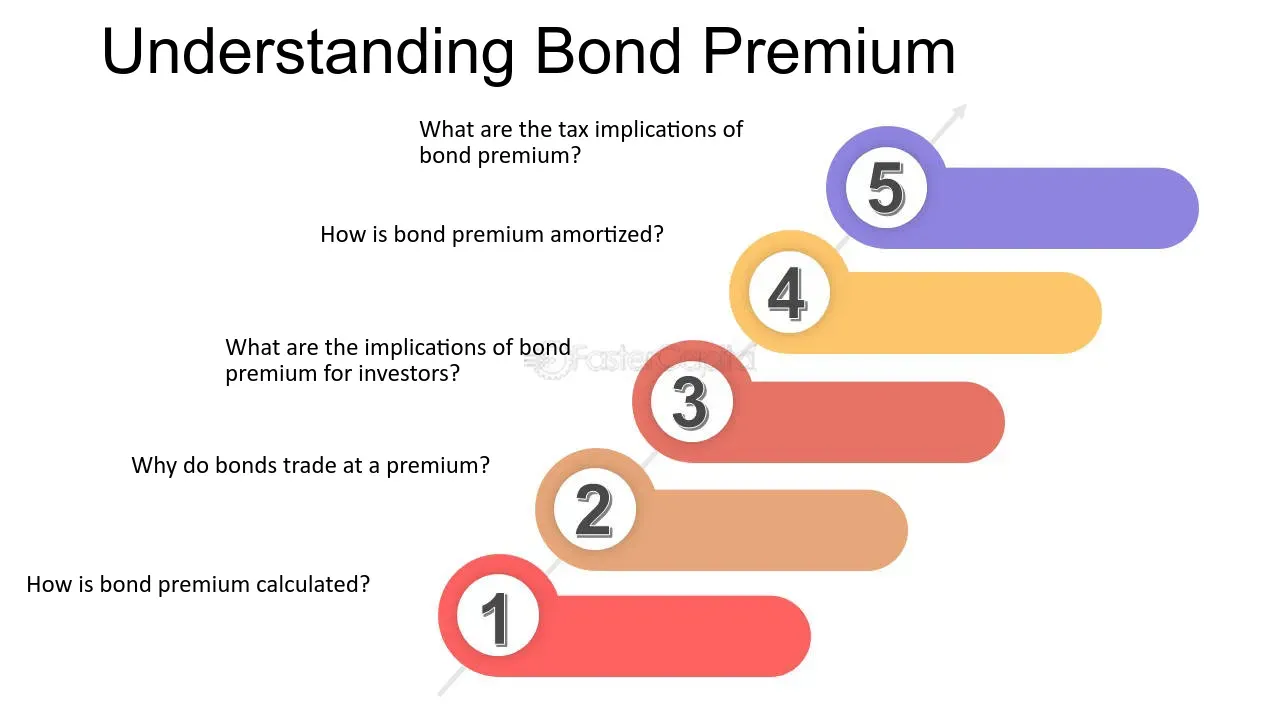 Understanding Bond Premium
What are the tax implications of
bond premium?
5
How is bond premium amortized?
4
What are the implications of bond
premium for investors?
FasterCapital
3
Why do bonds trade at a premium?
2
How is bond premium calculated?
1